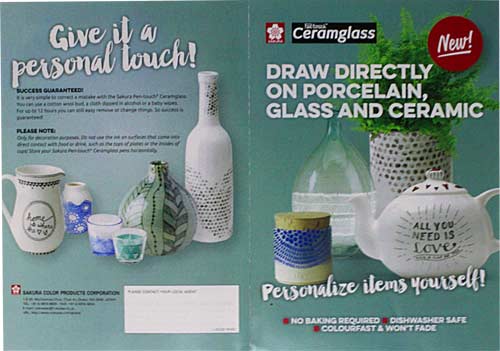 Give it a
personal touch!
SUCCESS GUARANTEED!
It is very simple to correct a mistake with the Sakura Pen-touch® Ceramglass.
You can use a cotton wool bud, a cloth dipped in alcohol or a baby wipes.
For up to 12 hours you can still easy remove or change things. So success is
guaranteed!
PLEASE NOTE:
Only for decoration purposes. Do not use the ink on surfaces that come into
direct contact with food or drink, such as the tops of plates or the insides of
cups! Store your Sakura Pen-touch® Ceramglass pens horizontally.
home is
where
the
SAKURA COLOR PRODUCTS CORPORATION
PLEASE CONTACT YOUR LOCAL AGENT
SAKURA
Pen-touch
Ceramglass
New!
DRAW DIRECTLY
ON PORCELAIN,
GLASS AND CERAMIC
ALL YOU
NEED IS
LOVE
Personalize items yourself!
NO BAKING REQUIRED DISHWASHER SAFE
COLOURFAST & WON'T FADE